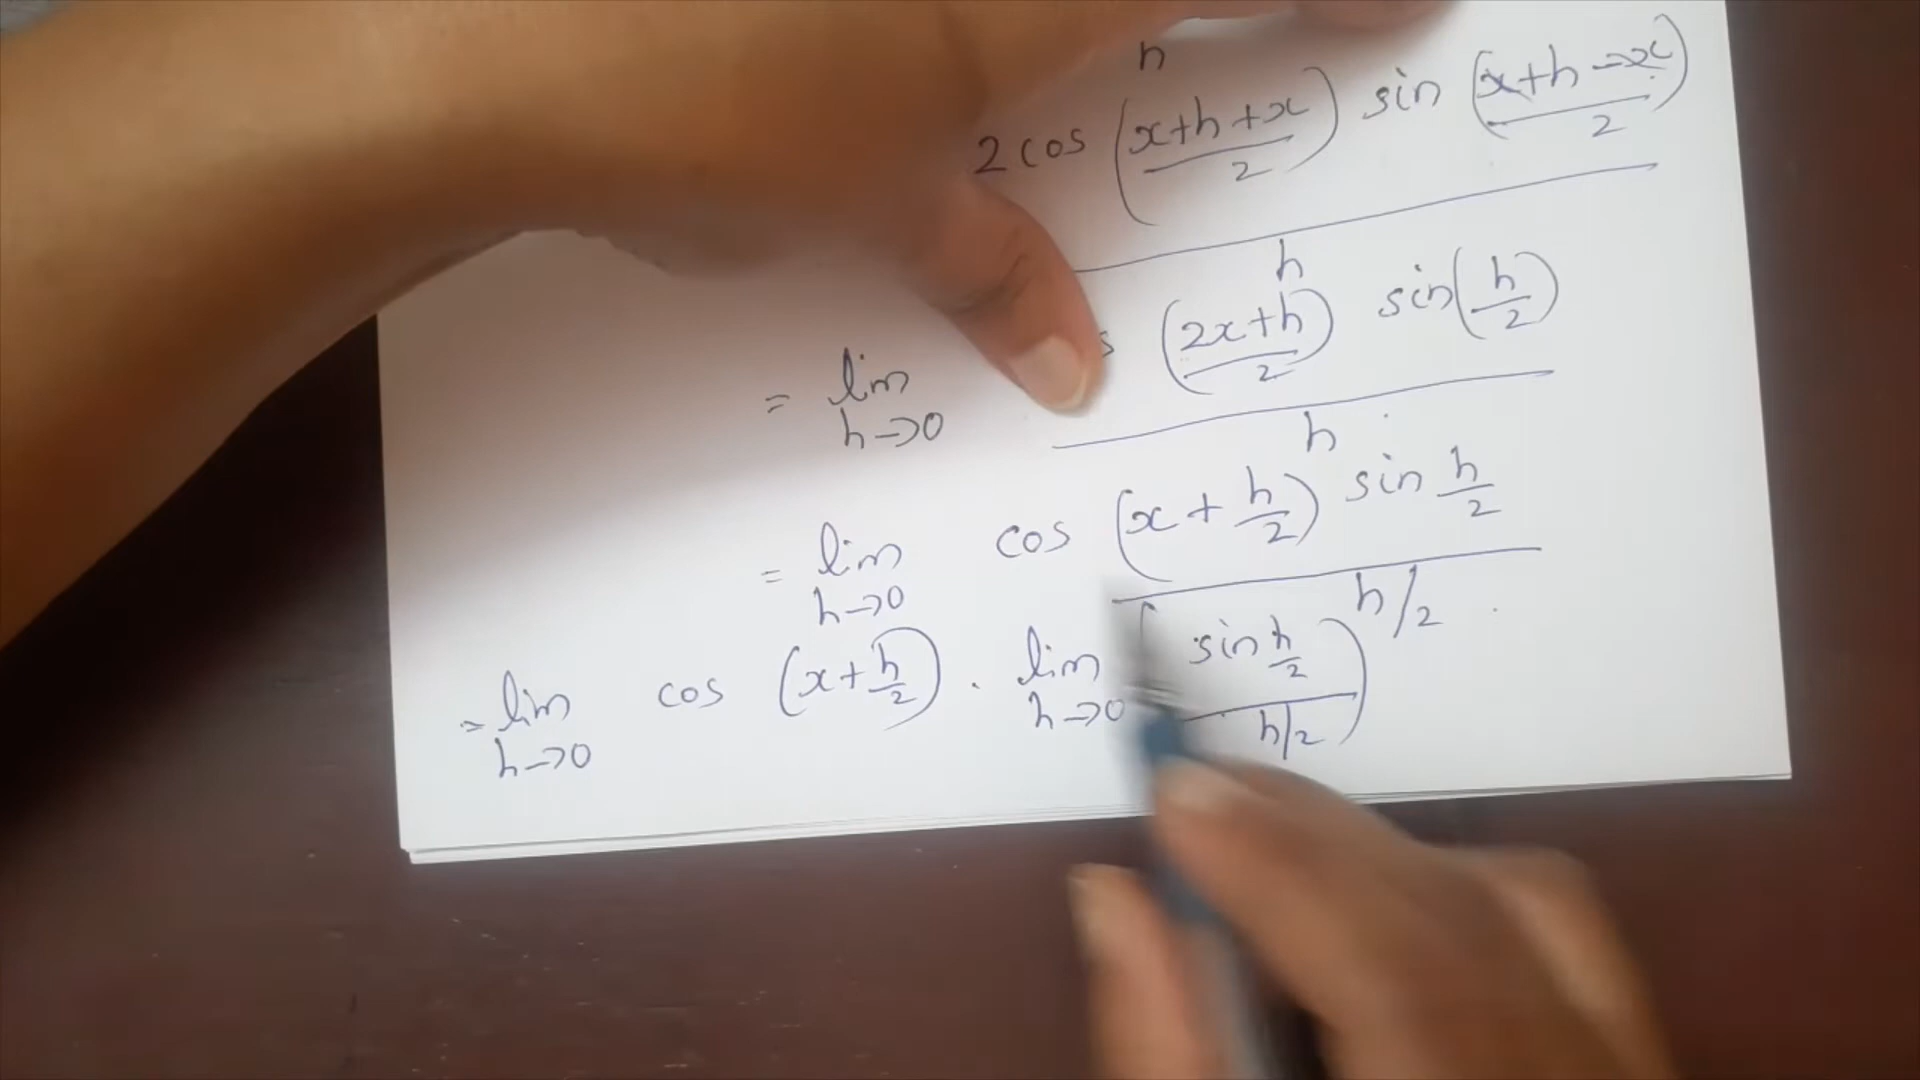 h
2 cos ((x+h+x)/2) sin ((x+h-x)/2)
h
= lim h→0 s ((2x+h)/2) sin(h/2)
h
= lim h→0 cos (x + h/2) sin h/2
h/2
= lim h→0 cos (x+h/2) . lim h→0 (sin h/2 / h/2)